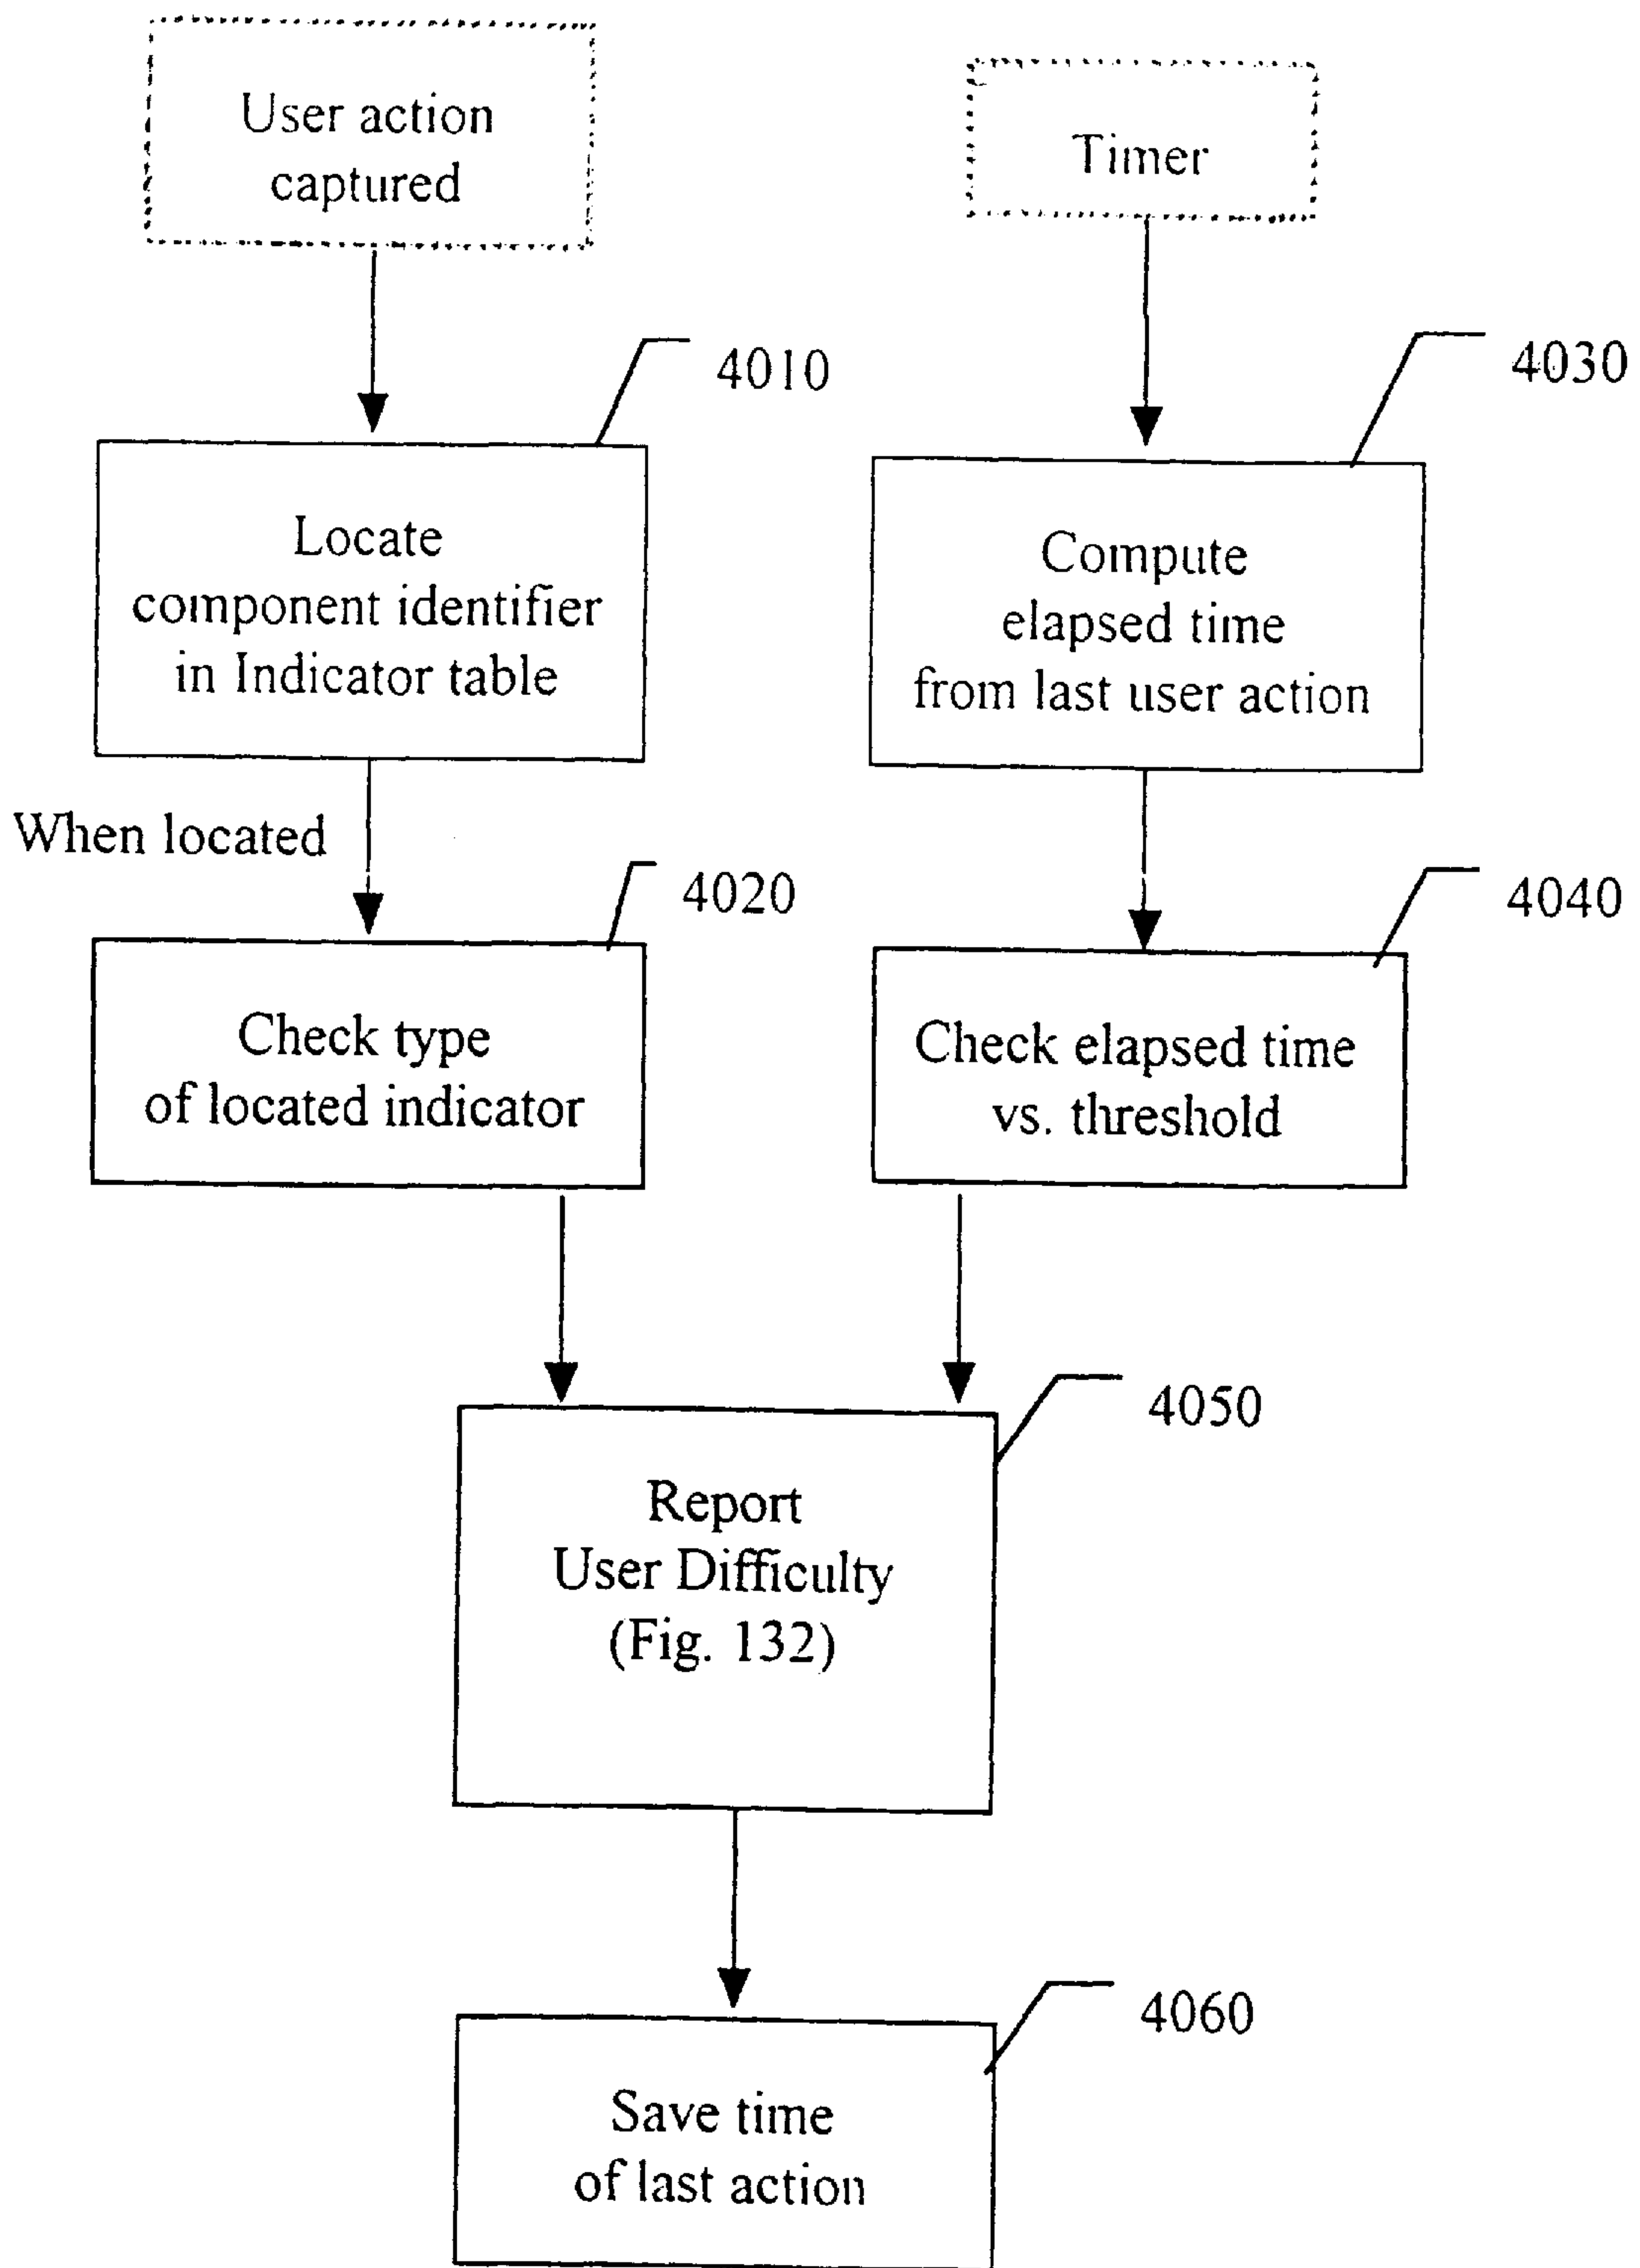 User action
captured
Timer
4010
4030
Locate
component identifier
in Indicator table
Compute
elapsed time
from last user action
When located
4020
4040
Check type
of located indicator
Check elapsed time
vs. threshold
4050
Report
User Difficulty
(Fig. 132)
4060
Save time
of last action